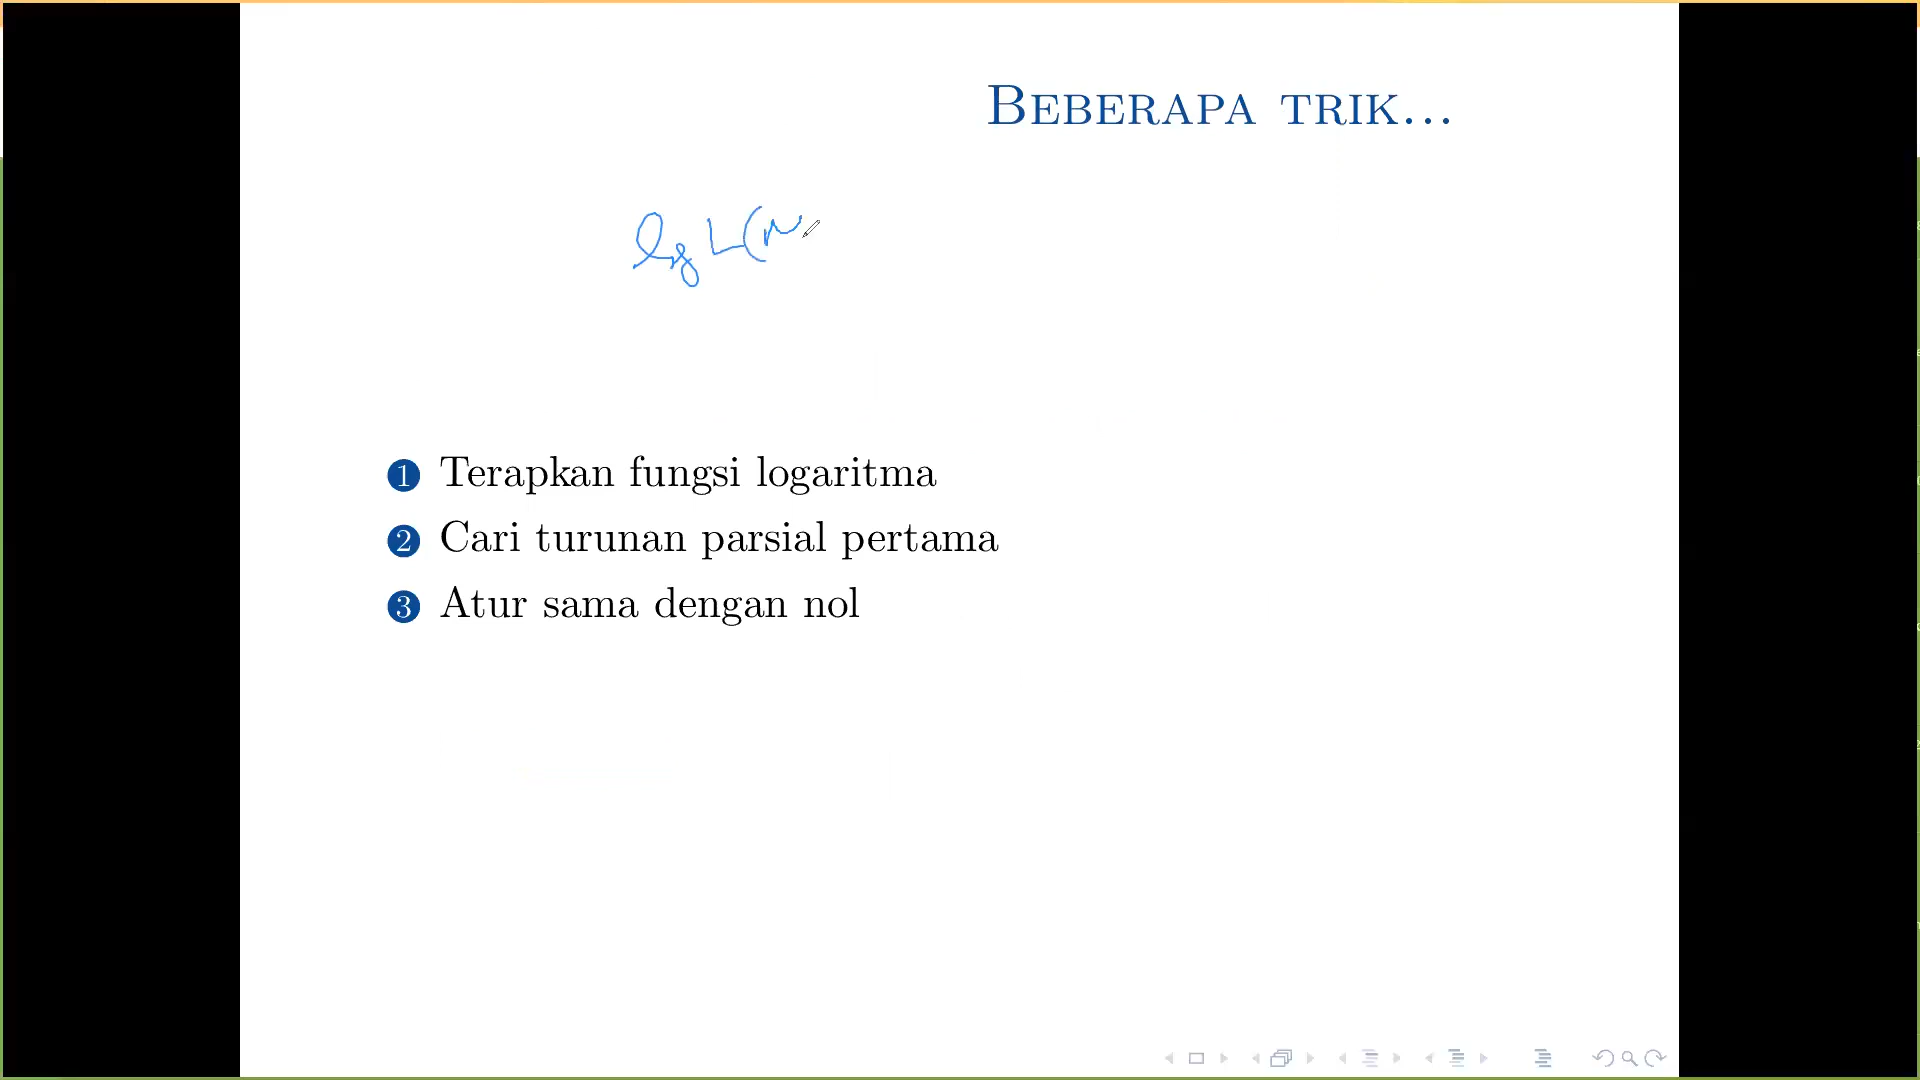 BEBERAPA TRIK...
log L(μ
1 Terapkan fungsi logaritma
2 Cari turunan parsial pertama
3 Atur sama dengan nol